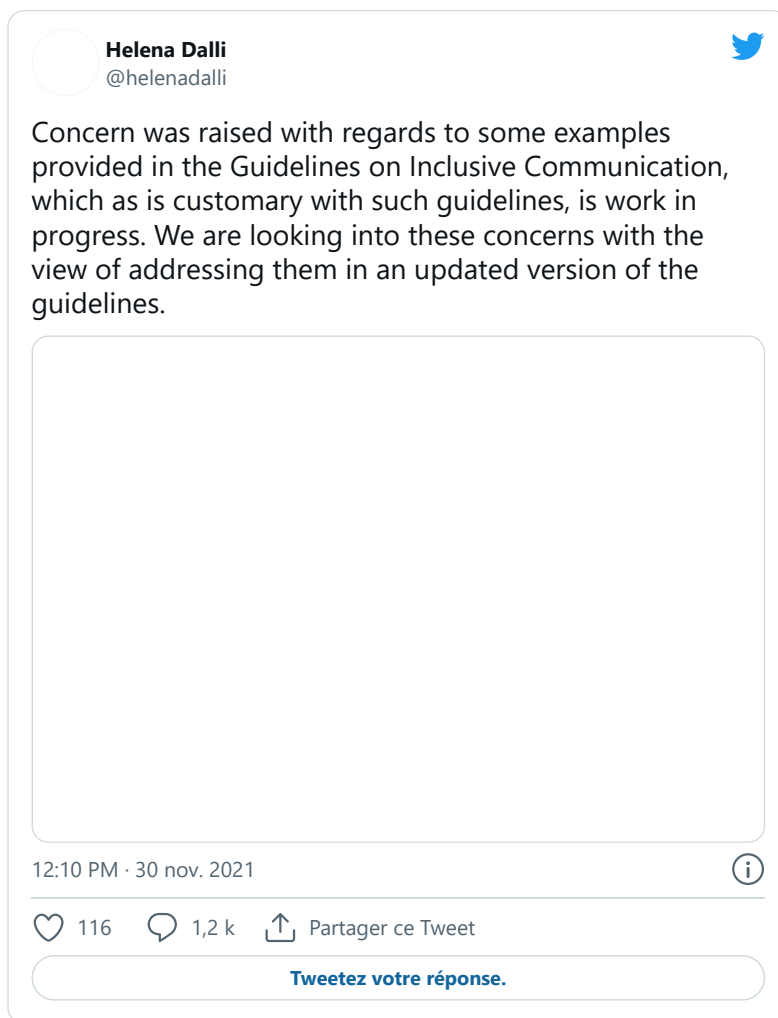 Helena Dalli
@helenadalli
Concern was raised with regards to some examples
provided in the Guidelines on Inclusive Communication,
which as is customary with such guidelines, is work in
progress. We are looking into these concerns with the
view of addressing them in an updated version of the
guidelines.
12:10 PM · 30 nov. 2021
116 1,2 k Partager ce Tweet
Tweetez votre réponse.